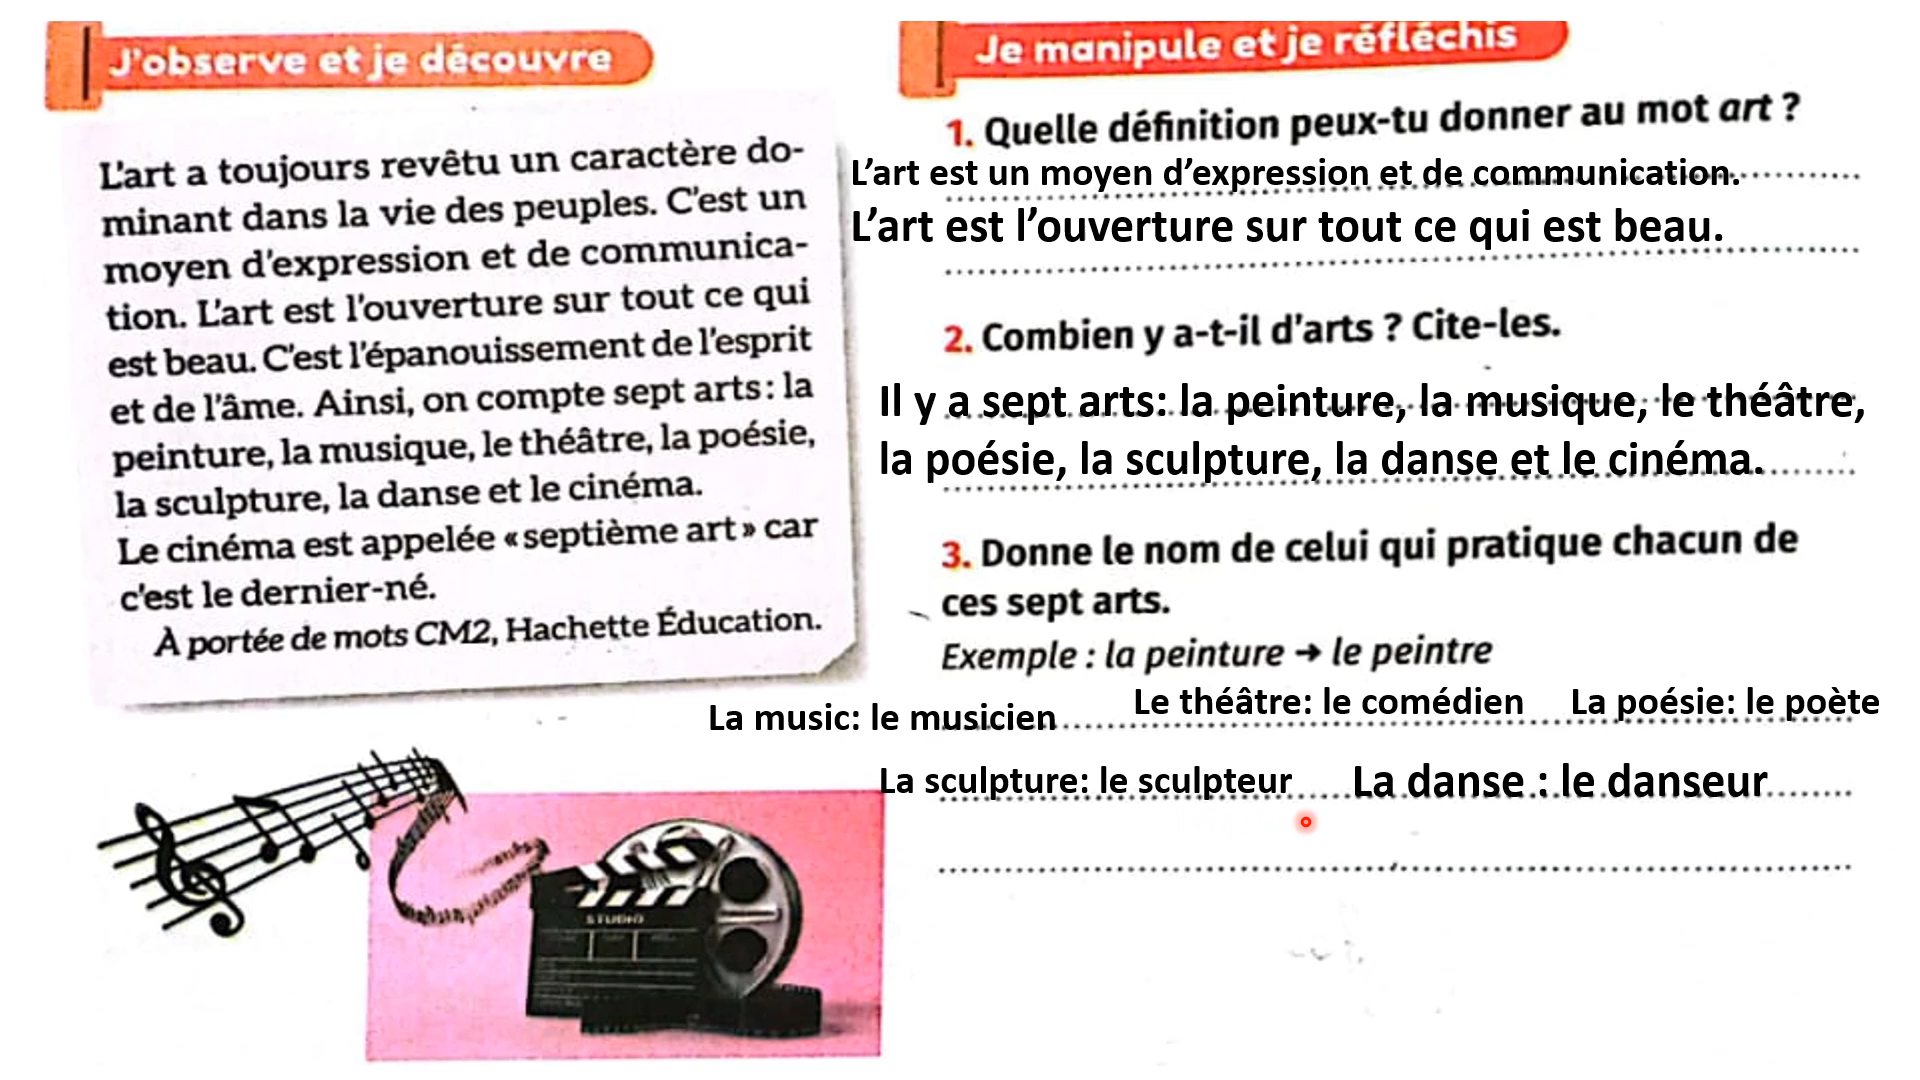 J'observe et je découvre
L'art a toujours revêtu un caractère do-
minant dans la vie des peuples. C'est un
moyen d'expression et de communica-
tion. L'art est l'ouverture sur tout ce qui
est beau. C'est l'épanouissement de l'esprit
et de l'âme. Ainsi, on compte sept arts : la
peinture, la musique, le théâtre, la poésie,
la sculpture, la danse et le cinéma.
Le cinéma est appelée « septième art » car
c'est le dernier-né.
À portée de mots CM2, Hachette Éducation.
Je manipule et je réfléchis
1. Quelle définition peux-tu donner au mot art ?
L'art est un moyen d'expression et de communication.
L'art est l'ouverture sur tout ce qui est beau.
2. Combien y a-t-il d'arts ? Cite-les.
Il y a sept arts: la peinture, la musique, le théâtre,
la poésie, la sculpture, la danse et le cinéma.
3. Donne le nom de celui qui pratique chacun de
ces sept arts.
Exemple : la peinture → le peintre
La music: le musicien Le théâtre: le comédien La poésie: le poète
La sculpture: le sculpteur La danse : le danseur
STUDIO